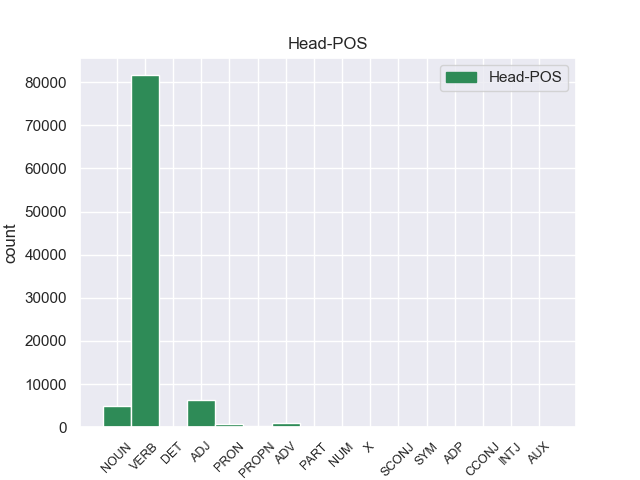 Head-POS
Head-POS
80000
70000
60000
50000
40000
30000
20000
10000
0
count
NOUN
VERB
DET
ADJ
PRON
PROPN
ADV
PART
NUM
X
SCONJ
SYM
ADP
CCONJ
INTJ
AUX